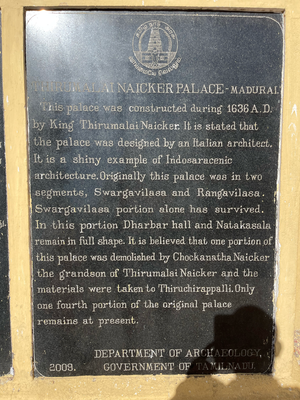 THIRUMALAI NAICKER PALACE - MADURAI
This palace was constructed during 1636 A.D.
by King Thirumalai Naicker. It is stated that
the palace was designed by an Italian architect.
It is a shiny example of Indosaracenic
architecture. Originally this palace was in two
segments, Swargavilasa and Rangavilasa.
Swargavilasa portion alone has survived.
In this portion Dharbar hall and Natakasala
remain in full shape. It is believed that one portion of
this palace was demolished by Chockanatha Naicker
the grandson of Thirumalai Naicker and the
materials were taken to Thiruchirappalli. Only
one fourth portion of the original palace
remains at present.
DEPARTMENT OF ARCHAEOLOGY,
2009. GOVERNMENT OF TAMILNADU.